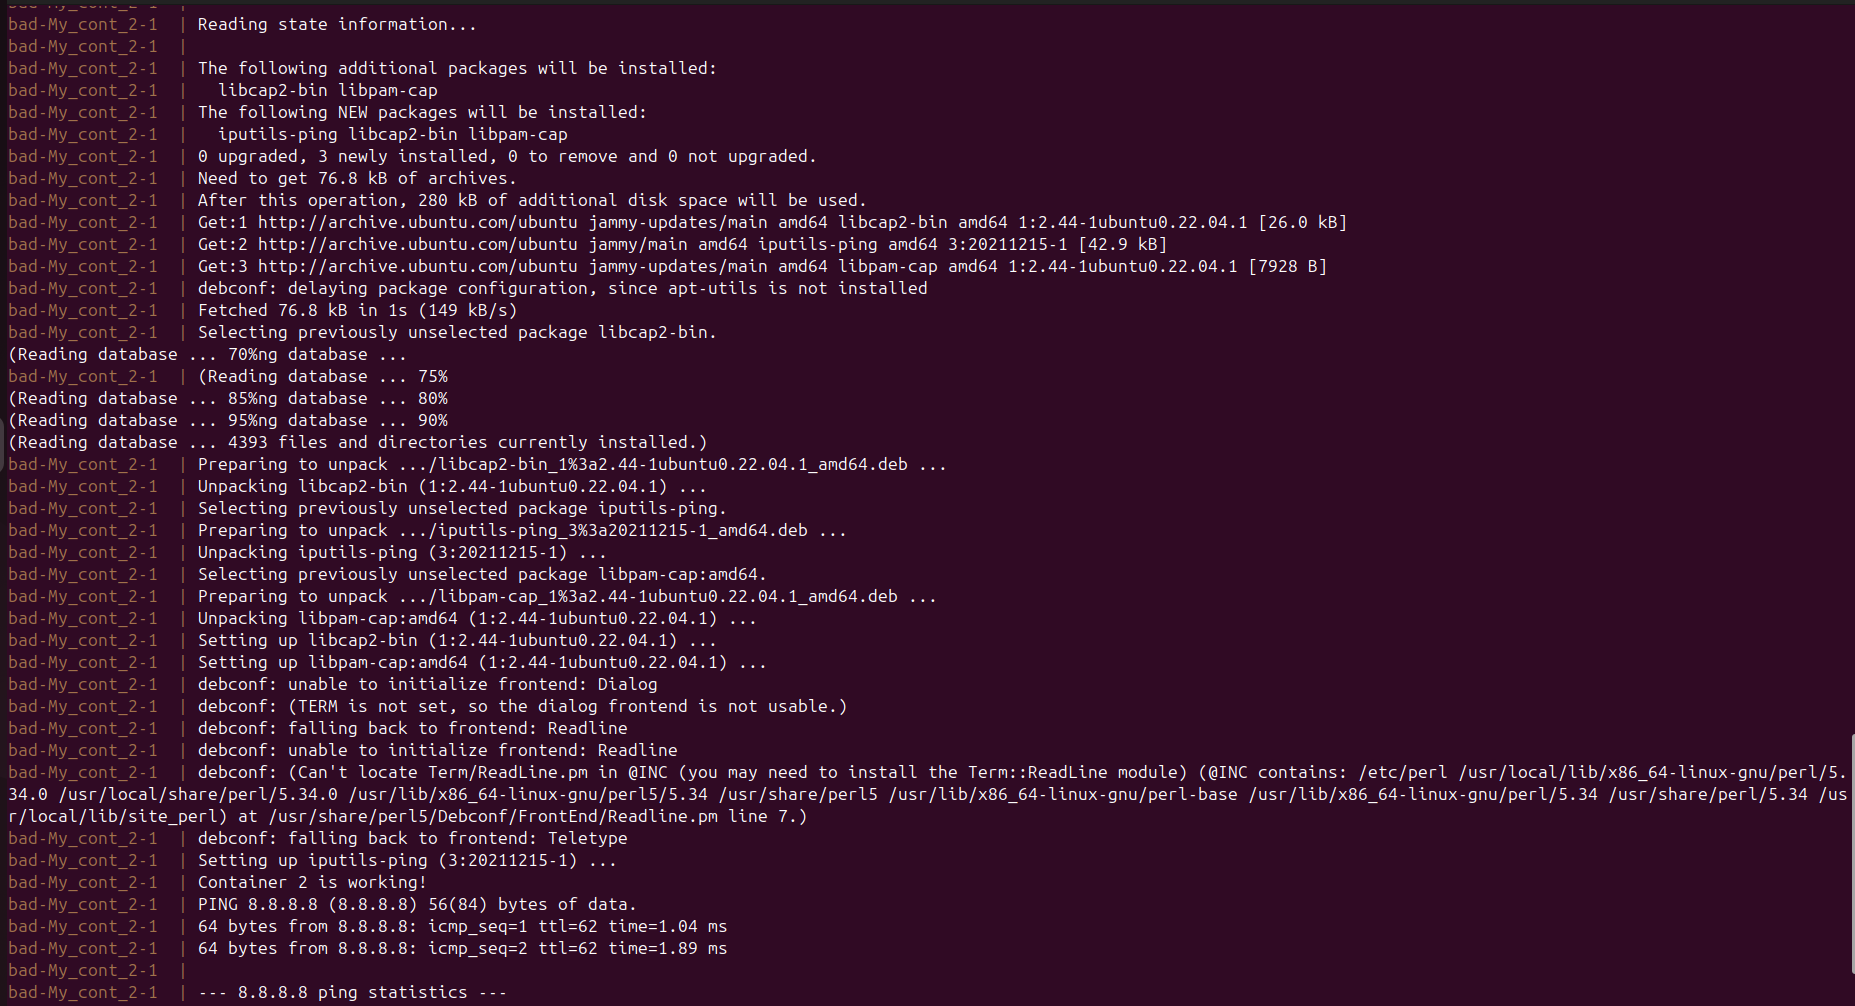 bad-My_cont_2-1  | Reading state information...
bad-My_cont_2-1  |
bad-My_cont_2-1  | The following additional packages will be installed:
bad-My_cont_2-1  |   libcap2-bin libpam-cap
bad-My_cont_2-1  | The following NEW packages will be installed:
bad-My_cont_2-1  |   iputils-ping libcap2-bin libpam-cap
bad-My_cont_2-1  | 0 upgraded, 3 newly installed, 0 to remove and 0 not upgraded.
bad-My_cont_2-1  | Need to get 76.8 kB of archives.
bad-My_cont_2-1  | After this operation, 280 kB of additional disk space will be used.
bad-My_cont_2-1  | Get:1 http://archive.ubuntu.com/ubuntu jammy-updates/main amd64 libcap2-bin amd64 1:2.44-1ubuntu0.22.04.1 [26.0 kB]
bad-My_cont_2-1  | Get:2 http://archive.ubuntu.com/ubuntu jammy/main amd64 iputils-ping amd64 3:20211215-1 [42.9 kB]
bad-My_cont_2-1  | Get:3 http://archive.ubuntu.com/ubuntu jammy-updates/main amd64 libpam-cap amd64 1:2.44-1ubuntu0.22.04.1 [7928 B]
bad-My_cont_2-1  | debconf: delaying package configuration, since apt-utils is not installed
bad-My_cont_2-1  | Fetched 76.8 kB in 1s (149 kB/s)
bad-My_cont_2-1  | Selecting previously unselected package libcap2-bin.
(Reading database ... 70%ng database ...
bad-My_cont_2-1  | (Reading database ... 75%
(Reading database ... 85%ng database ... 80%
(Reading database ... 95%ng database ... 90%
(Reading database ... 4393 files and directories currently installed.)
bad-My_cont_2-1  | Preparing to unpack .../libcap2-bin_1%3a2.44-1ubuntu0.22.04.1_amd64.deb ...
bad-My_cont_2-1  | Unpacking libcap2-bin (1:2.44-1ubuntu0.22.04.1) ...
bad-My_cont_2-1  | Selecting previously unselected package iputils-ping.
bad-My_cont_2-1  | Preparing to unpack .../iputils-ping_3%3a20211215-1_amd64.deb ...
bad-My_cont_2-1  | Unpacking iputils-ping (3:20211215-1) ...
bad-My_cont_2-1  | Selecting previously unselected package libpam-cap:amd64.
bad-My_cont_2-1  | Preparing to unpack .../libpam-cap_1%3a2.44-1ubuntu0.22.04.1_amd64.deb ...
bad-My_cont_2-1  | Unpacking libpam-cap:amd64 (1:2.44-1ubuntu0.22.04.1) ...
bad-My_cont_2-1  | Setting up libcap2-bin (1:2.44-1ubuntu0.22.04.1) ...
bad-My_cont_2-1  | Setting up libpam-cap:amd64 (1:2.44-1ubuntu0.22.04.1) ...
bad-My_cont_2-1  | debconf: unable to initialize frontend: Dialog
bad-My_cont_2-1  | debconf: (TERM is not set, so the dialog frontend is not usable.)
bad-My_cont_2-1  | debconf: falling back to frontend: Readline
bad-My_cont_2-1  | debconf: unable to initialize frontend: Readline
bad-My_cont_2-1  | debconf: (Can't locate Term/ReadLine.pm in @INC (you may need to install the Term::ReadLine module) (@INC contains: /etc/perl /usr/local/lib/x86_64-linux-gnu/perl/5.
34.0 /usr/local/share/perl/5.34.0 /usr/lib/x86_64-linux-gnu/perl5/5.34 /usr/share/perl5 /usr/lib/x86_64-linux-gnu/perl-base /usr/lib/x86_64-linux-gnu/perl/5.34 /usr/share/perl/5.34 /us
r/local/lib/site_perl) at /usr/share/perl5/Debconf/FrontEnd/Readline.pm line 7.)
bad-My_cont_2-1  | debconf: falling back to frontend: Teletype
bad-My_cont_2-1  | Setting up iputils-ping (3:20211215-1) ...
bad-My_cont_2-1  | Container 2 is working!
bad-My_cont_2-1  | PING 8.8.8.8 (8.8.8.8) 56(84) bytes of data.
bad-My_cont_2-1  | 64 bytes from 8.8.8.8: icmp_seq=1 ttl=62 time=1.04 ms
bad-My_cont_2-1  | 64 bytes from 8.8.8.8: icmp_seq=2 ttl=62 time=1.89 ms
bad-My_cont_2-1  |
bad-My_cont_2-1  | --- 8.8.8.8 ping statistics ---